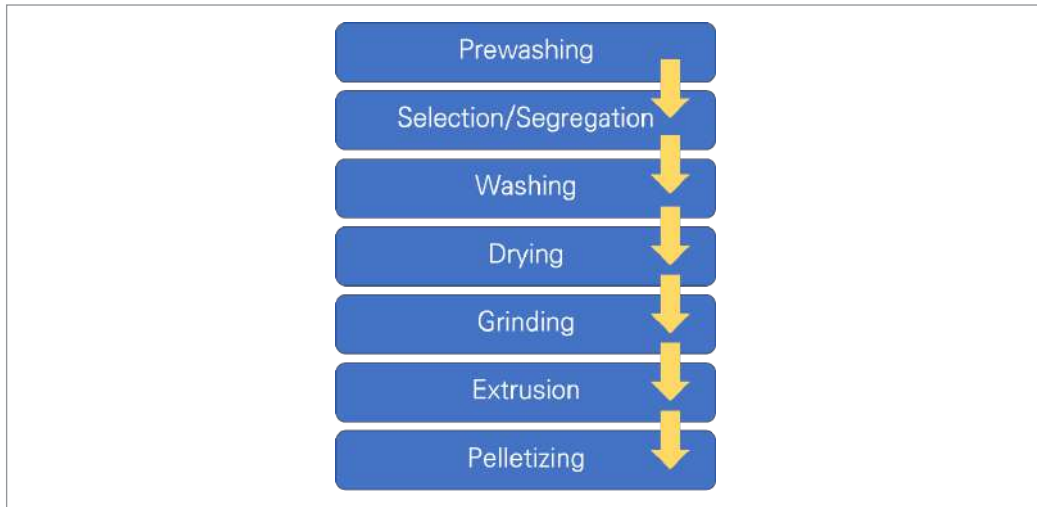 Prewashing
Selection/Segregation
Washing
Drying
Grinding
Extrusion
Pelletizing